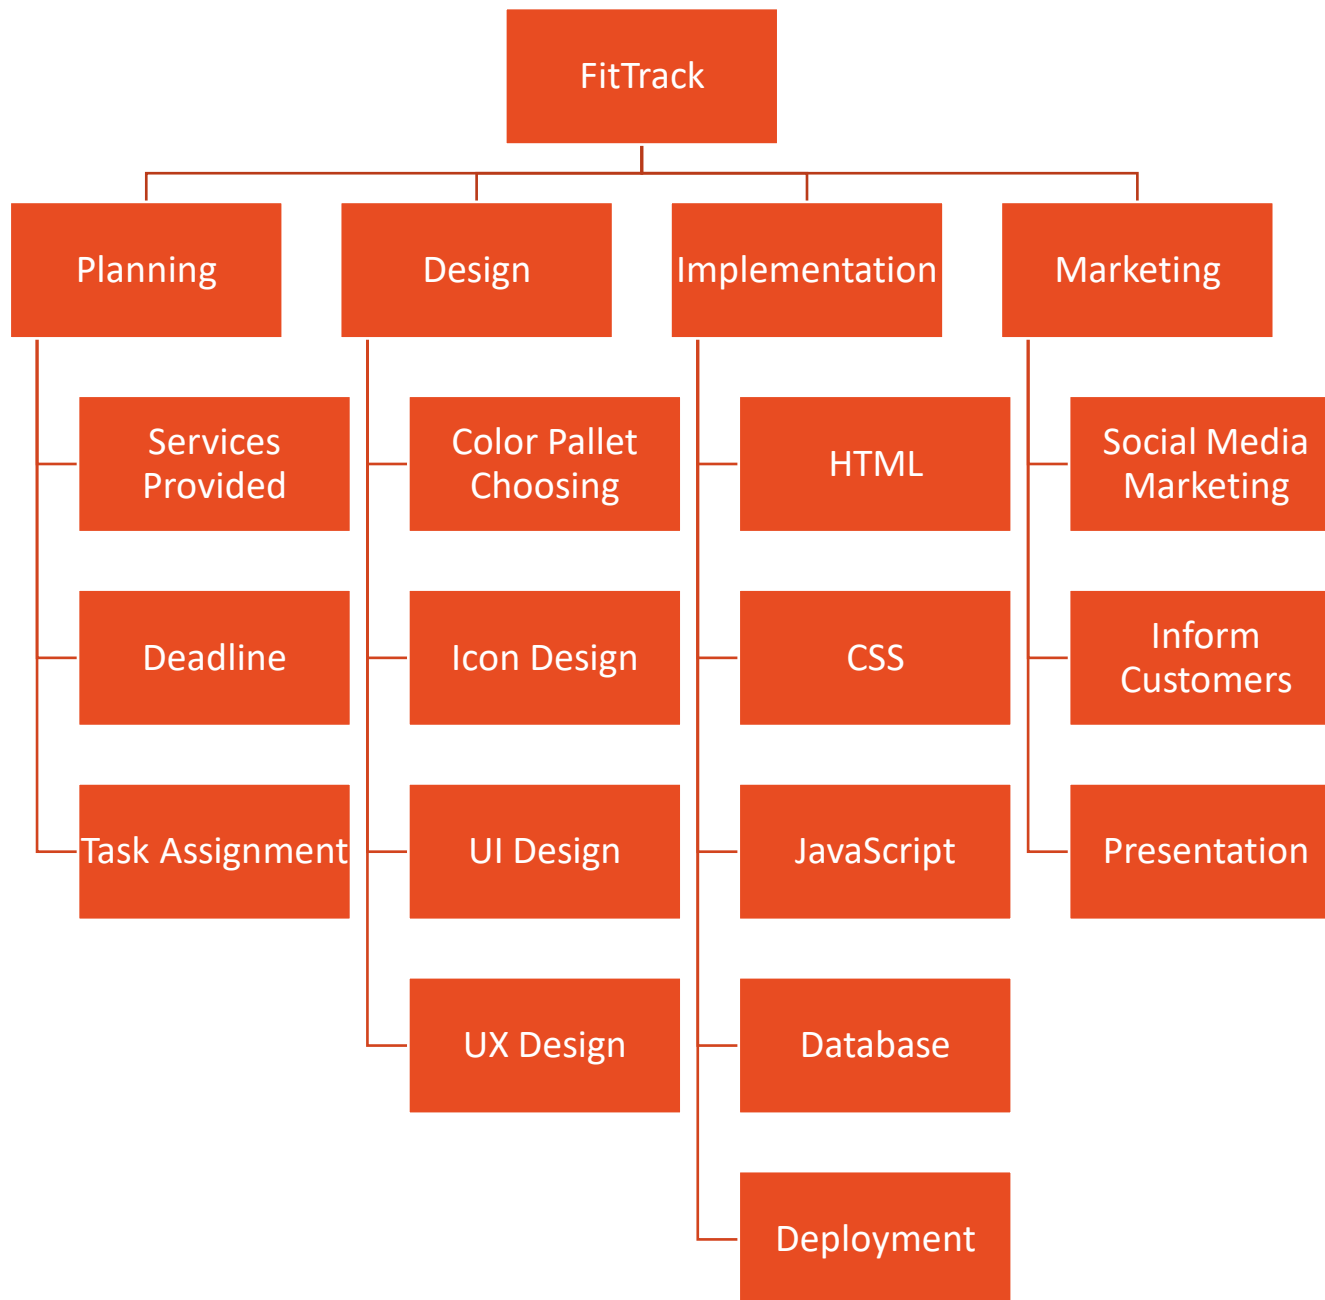 FitTrack
Planning
Services
Provided
Deadline
Task Assignment
Design
Color Pallet
Choosing
Icon Design
UI Design
UX Design
Implementation
HTML
CSS
JavaScript
Database
Deployment
Marketing
Social Media
Marketing
Inform
Customers
Presentation